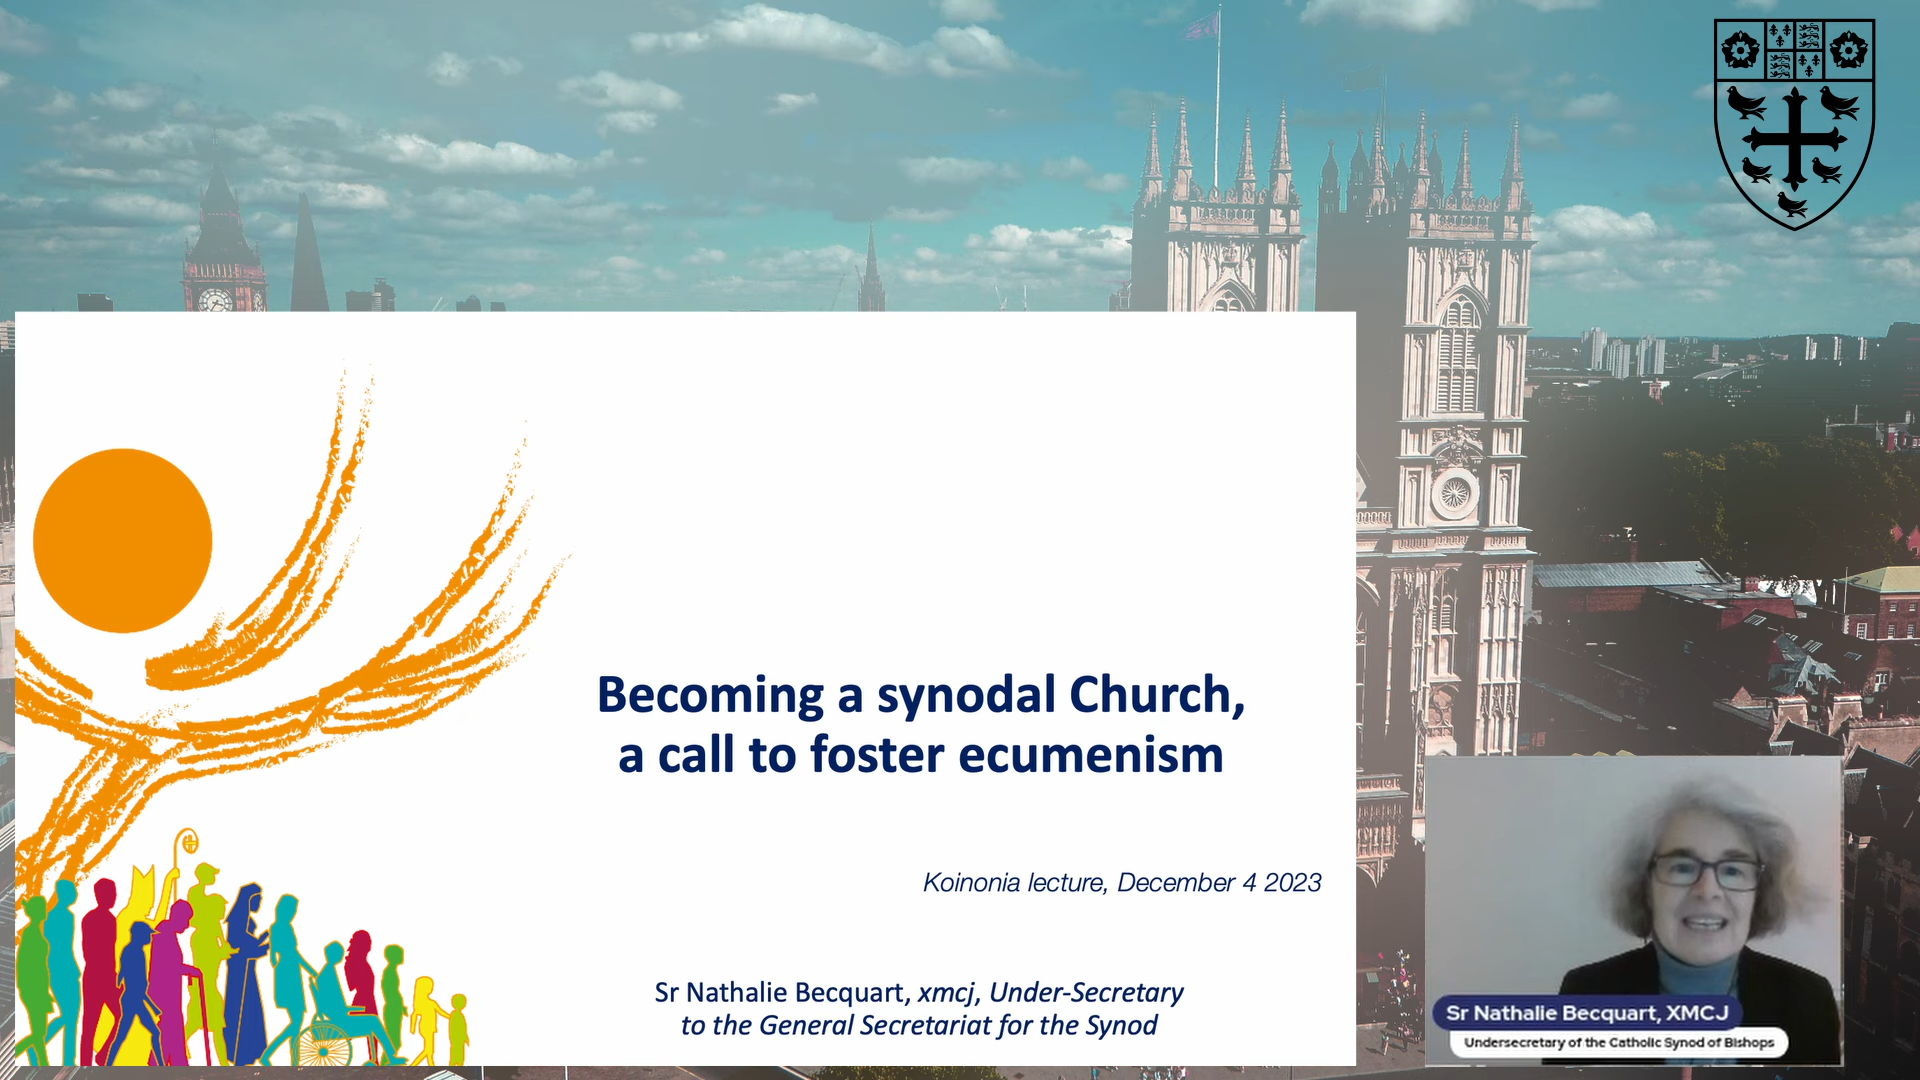 Becoming a synodal Church,
a call to foster ecumenism
Koinonia lecture, December 4 2023
Sr Nathalie Becquart, xmcj, Under-Secretary
to the General Secretariat for the Synod
Sr Nathalie Becquart, XMCJ
Undersecretary of the Catholic Synod of Bishops